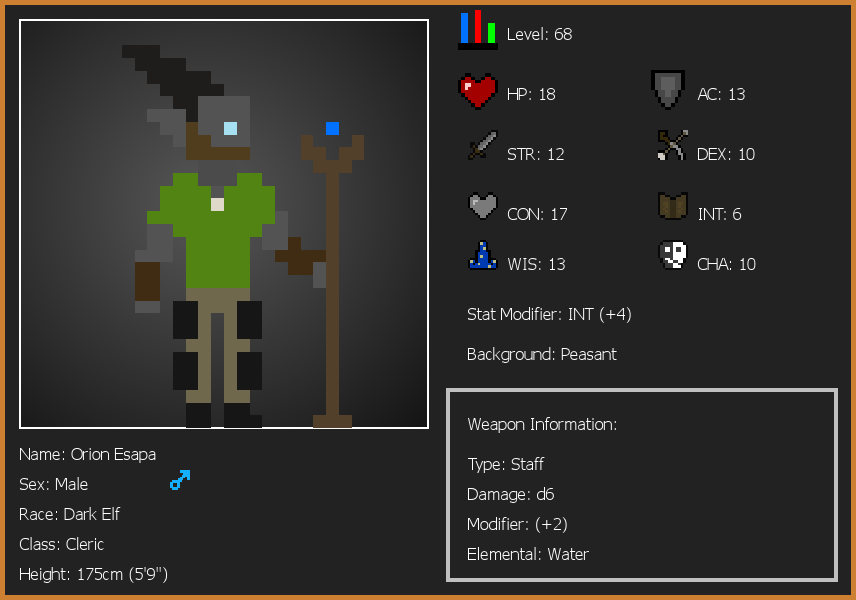 Level: 68
HP: 18
AC: 13
STR: 12
DEX: 10
CON: 17
INT: 6
WIS: 13
CHA: 10
Stat Modifier: INT (+4)
Background: Peasant
Weapon Information:
Type: Staff
Damage: d6
Modifier: (+2)
Elemental: Water
Name: Orion Esapa
Sex: Male
Race: Dark Elf
Class: Cleric
Height: 175cm (5'9")